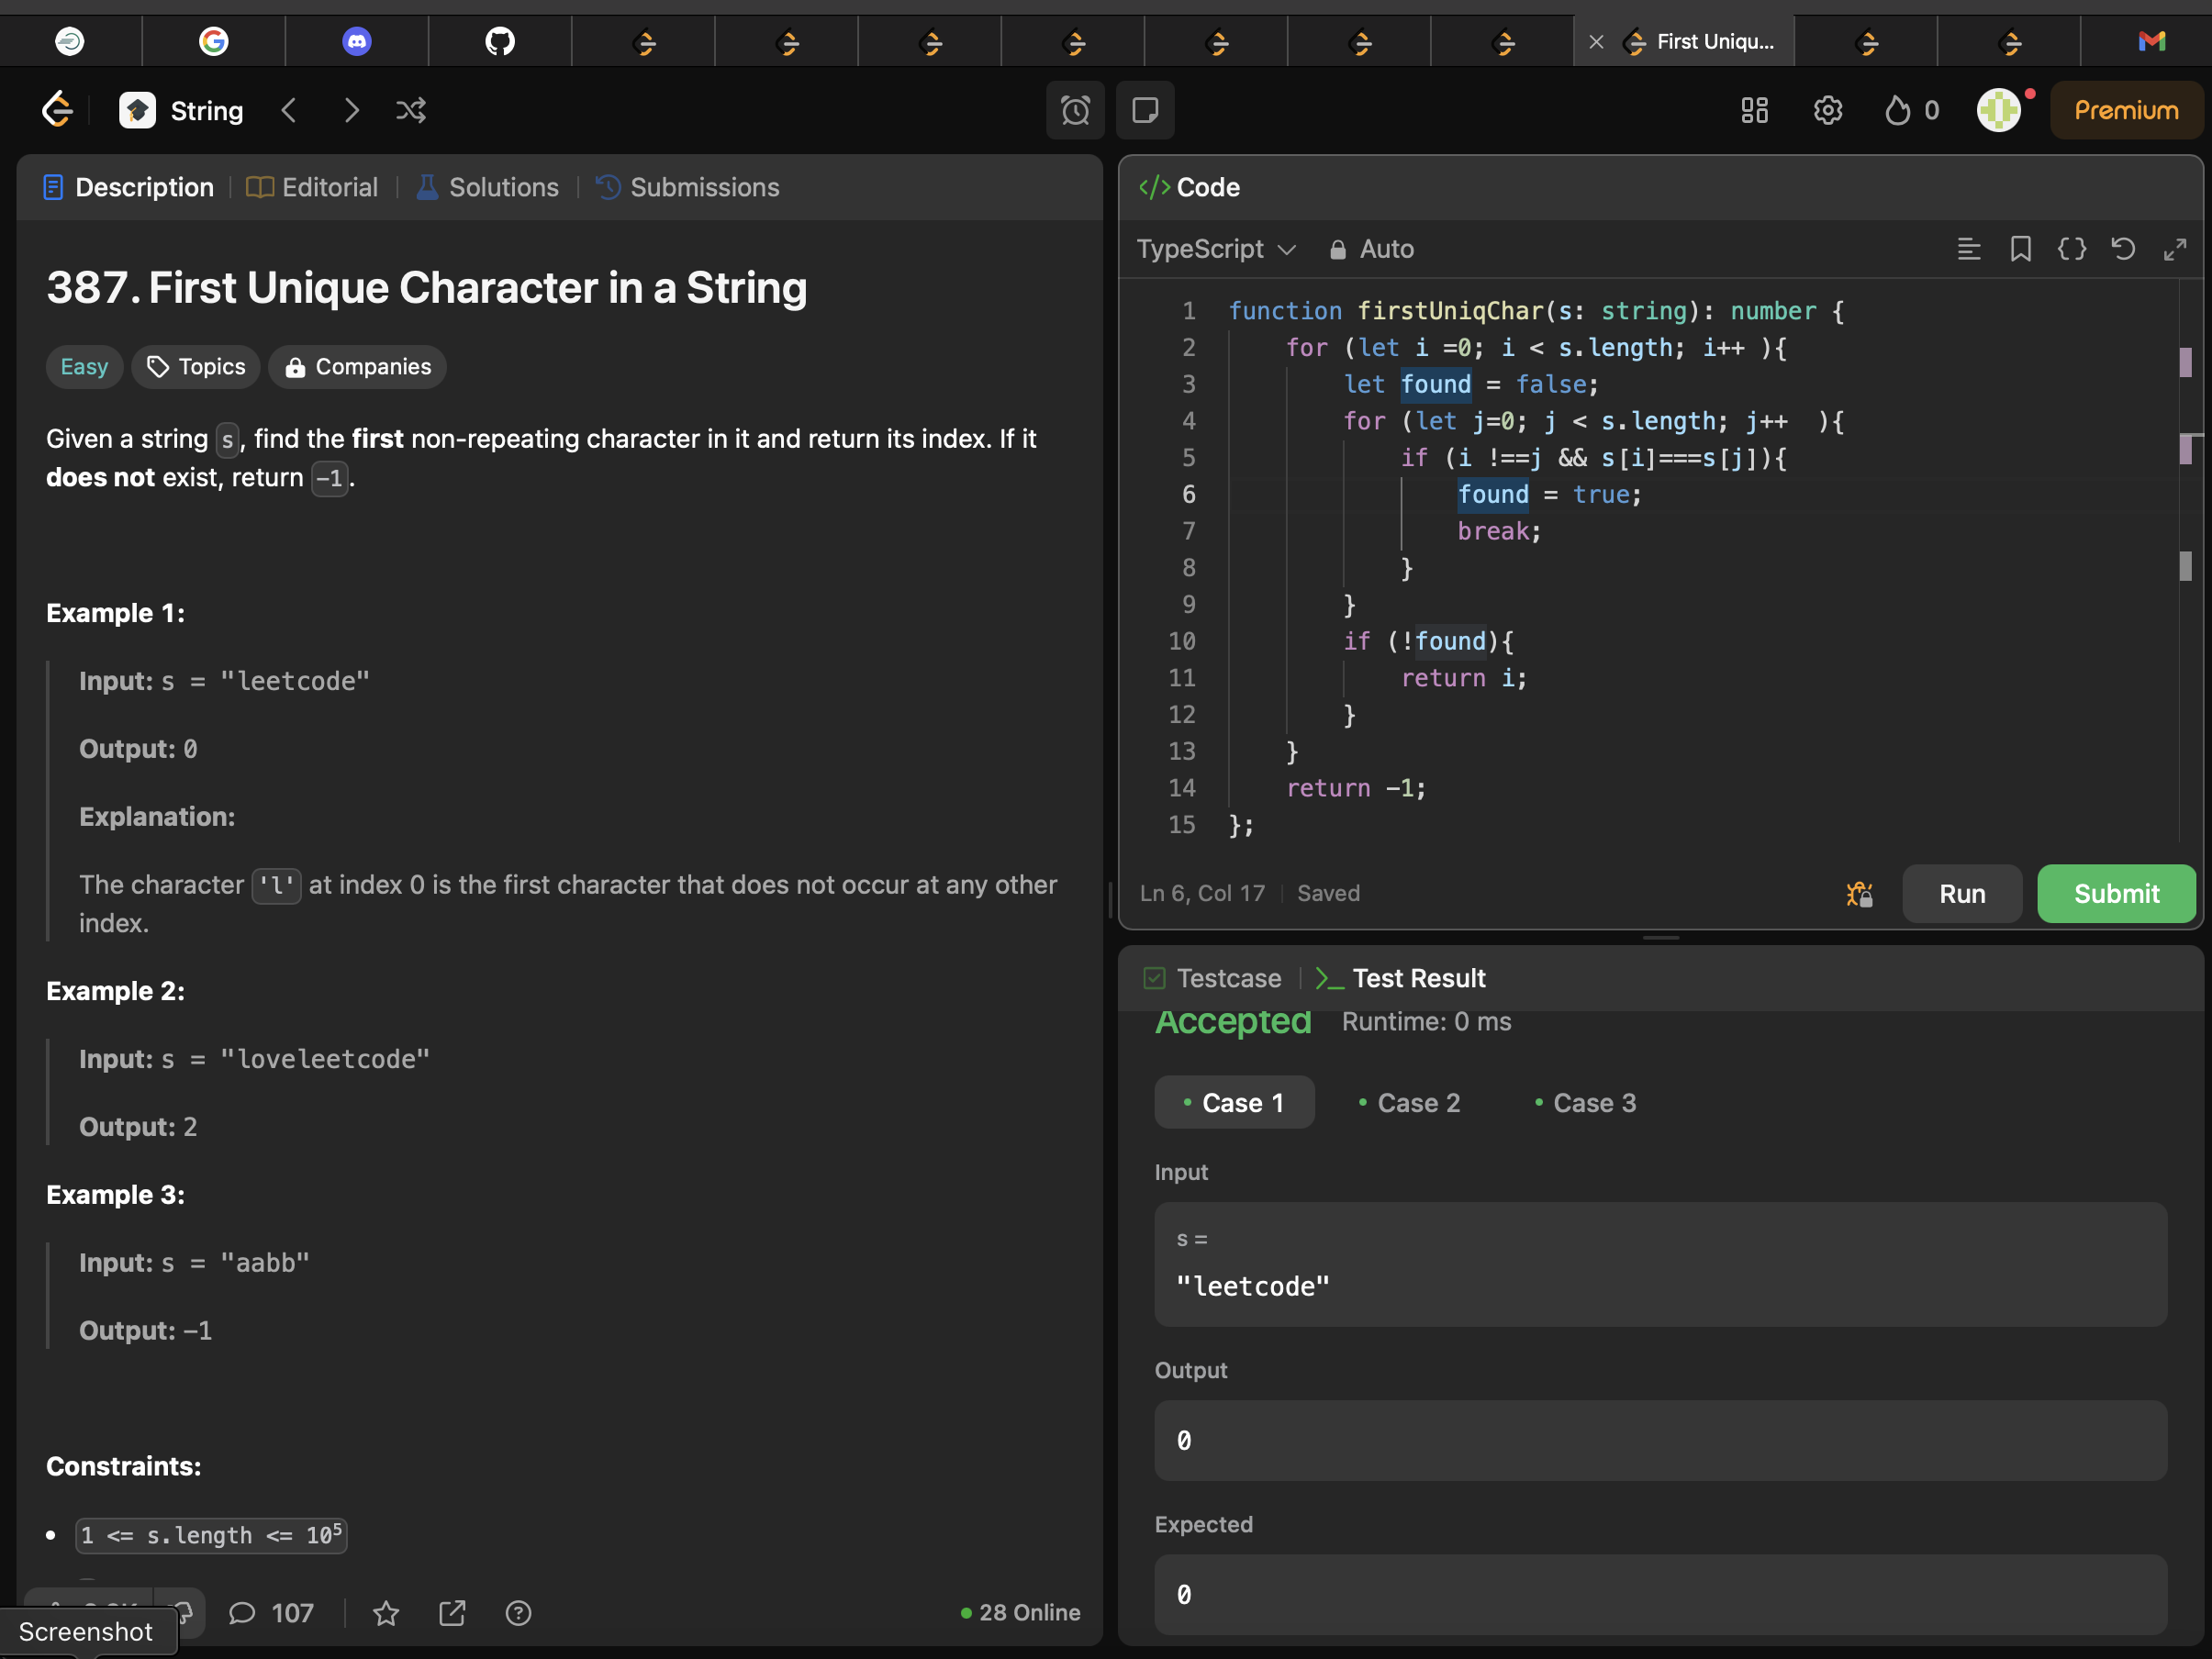 First Uniqu...
String
0
Premium
Description
Editorial
Solutions
Submissions
387. First Unique Character in a String
Easy
Topics
Companies
Given a string s, find the first non-repeating character in it and return its index. If it
does not exist, return -1.
Example 1:
Input: s = "leetcode"
Output: 0
Explanation:
The character 'l' at index 0 is the first character that does not occur at any other
index.
Example 2:
Input: s = "loveleetcode"
Output: 2
Example 3:
Input: s = "aabb"
Output: -1
Constraints:
1 <= s.length <= 10⁵
107
28 Online
Screenshot
</> Code
TypeScript
Auto
1 function firstUniqChar(s: string): number {
2     for (let i =0; i < s.length; i++ ){
3         let found = false;
4         for (let j=0; j < s.length; j++  ){
5             if (i !==j && s[i]===s[j]){
6                 found = true;
7                 break;
8             }
9         }
10         if (!found){
11             return i;
12         }
13     }
14     return -1;
15 };
Ln 6, Col 17
Saved
Run
Submit
Testcase
Test Result
Accepted
Runtime: 0 ms
Case 1
Case 2
Case 3
Input
s =
"leetcode"
Output
0
Expected
0